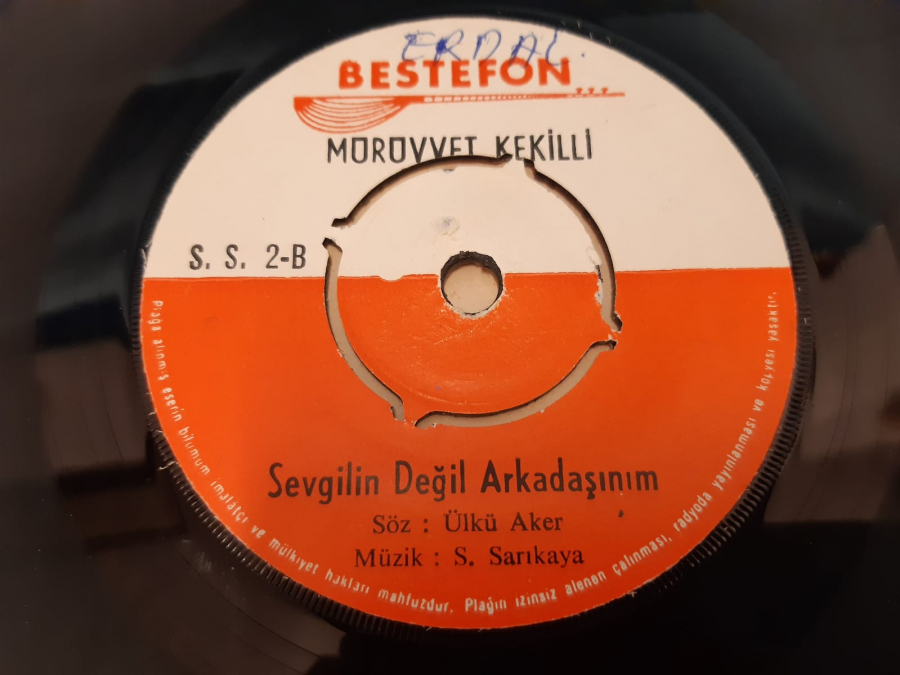 ERDAL.
BESTEFON
MÜRÜVVET KEKİLLİ
S. S. 2-B
Sevgilin Değil Arkadaşınım
Söz : Ülkü Aker
Müzik : S. Sarıkaya
Plağa alınmış eserin bilumum imalâtçı ve mülkiyet hakları mahfuzdur. Plağın izinsiz alenen çalınması, radyoda yayınlanması ve kopyesi yasaktır.